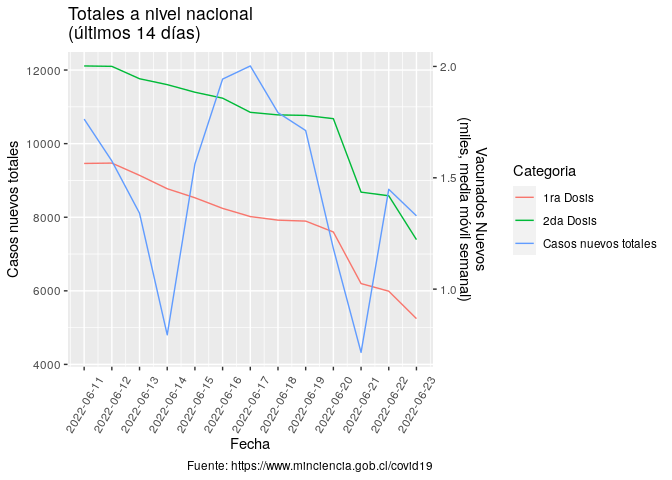 Totales a nivel nacional
(últimos 14 días)
12000
10000
8000
6000
4000
Casos nuevos totales
2.0
1.5
1.0
Vacunados Nuevos
(miles, media móvil semanal)
Categoria
1ra Dosis
2da Dosis
Casos nuevos totales
2022-06-11
2022-06-12
2022-06-13
2022-06-14
2022-06-15
2022-06-16
2022-06-17
2022-06-18
2022-06-19
2022-06-20
2022-06-21
2022-06-22
2022-06-23
Fecha
Fuente: https://www.minciencia.gob.cl/covid19